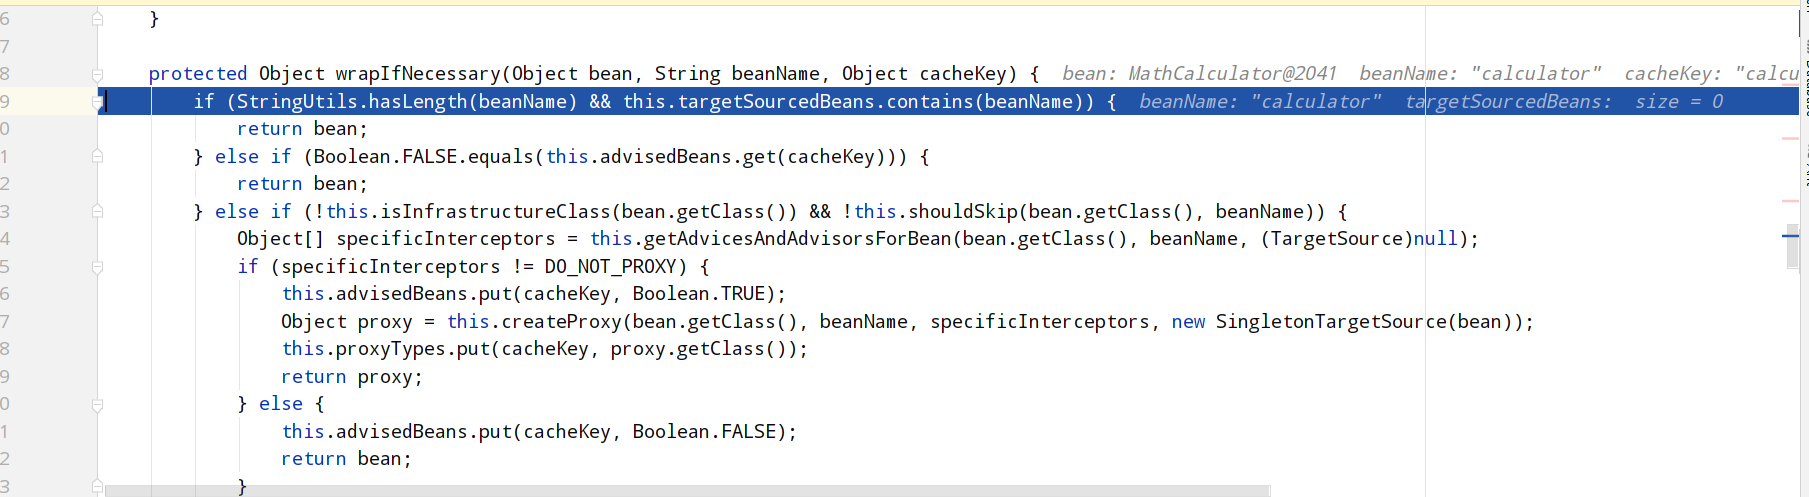 6 }
7
8 protected Object wrapIfNecessary(Object bean, String beanName, Object cacheKey) { bean: MathCalculator@2041 beanName: "calculator" cacheKey: "calcu
9 if (StringUtils.hasLength(beanName) && this.targetSourcedBeans.contains(beanName)) { beanName: "calculator" targetSourcedBeans: size = 0
0 return bean;
1 } else if (Boolean.FALSE.equals(this.advisedBeans.get(cacheKey))) {
2 return bean;
3 } else if (!this.isInfrastructureClass(bean.getClass()) && !this.shouldSkip(bean.getClass(), beanName)) {
4 Object[] specificInterceptors = this.getAdvicesAndAdvisorsForBean(bean.getClass(), beanName, (TargetSource)null);
5 if (specificInterceptors != DO_NOT_PROXY) {
6 this.advisedBeans.put(cacheKey, Boolean.TRUE);
7 Object proxy = this.createProxy(bean.getClass(), beanName, specificInterceptors, new SingletonTargetSource(bean));
8 this.proxyTypes.put(cacheKey, proxy.getClass());
9 return proxy;
0 } else {
1 this.advisedBeans.put(cacheKey, Boolean.FALSE);
2 return bean;
3 }